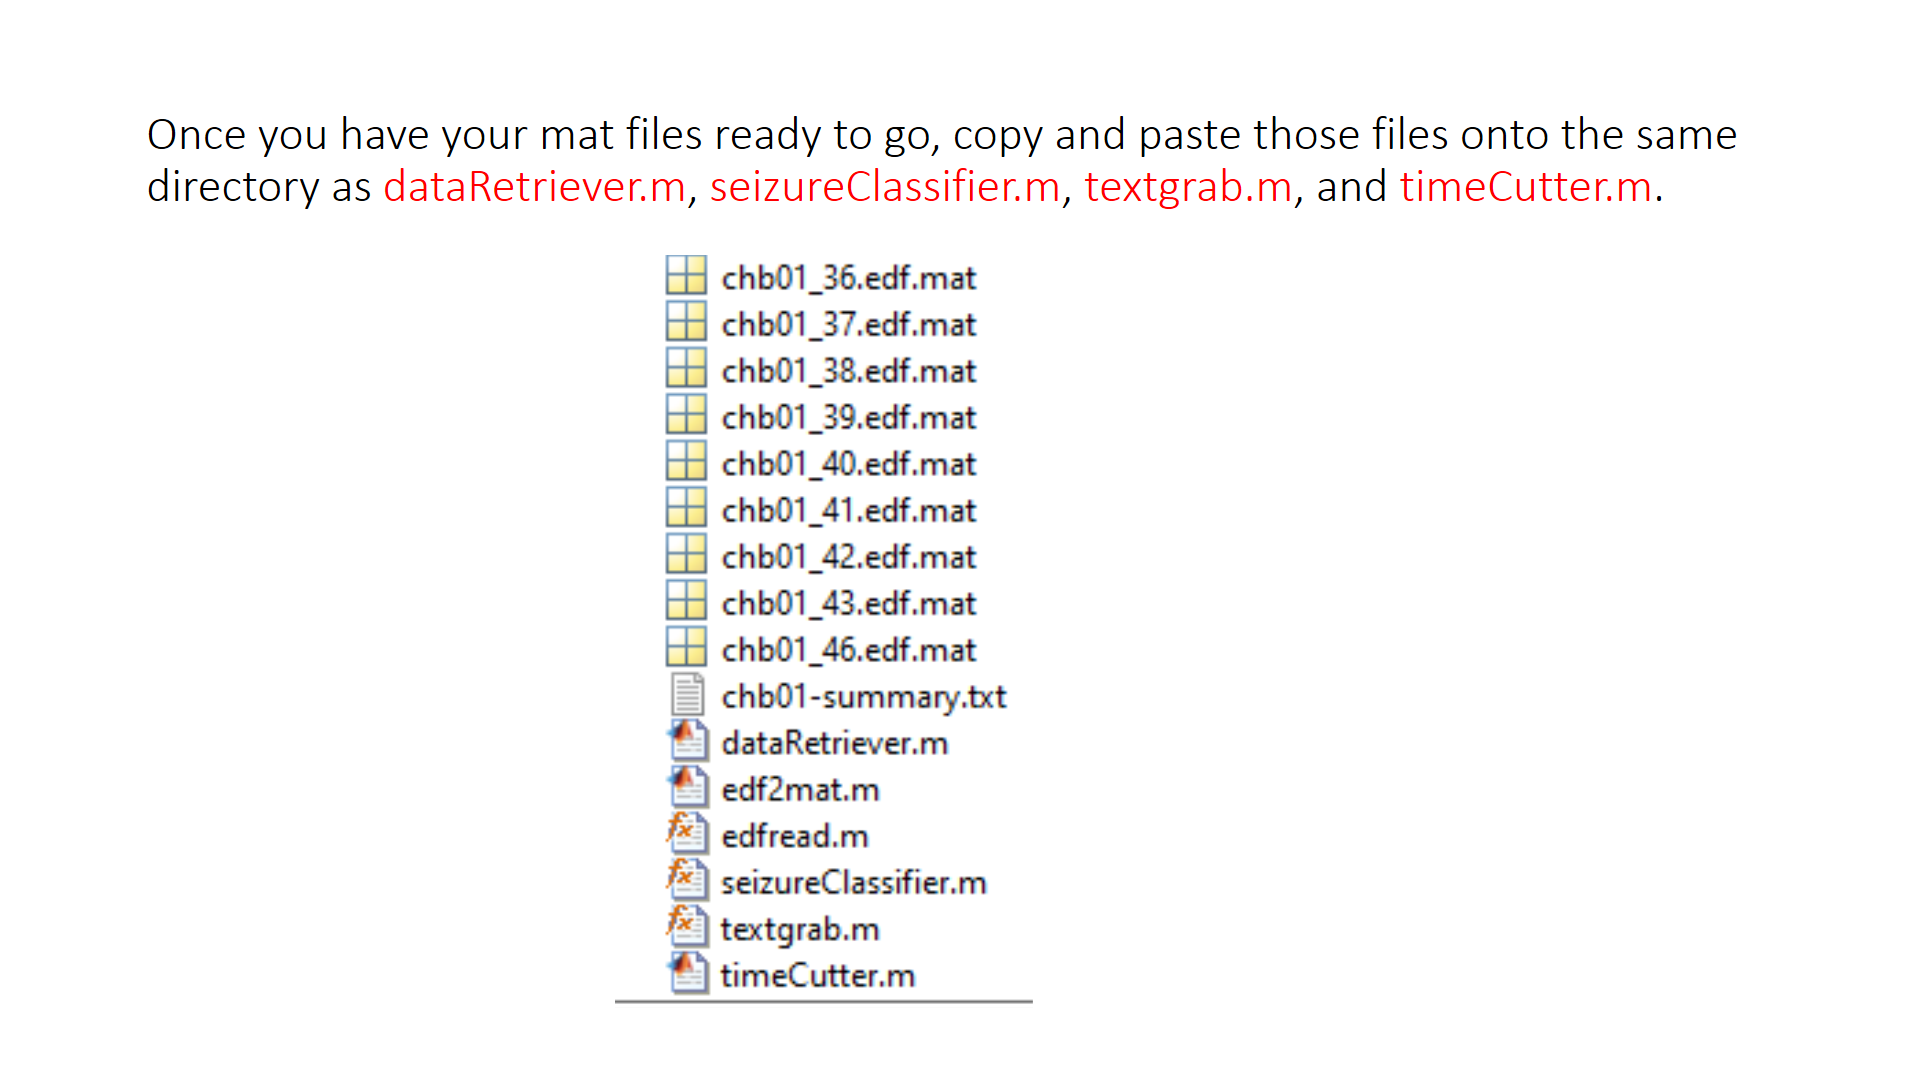 Once you have your mat files ready to go, copy and paste those files onto the same
directory as dataRetriever.m, seizureClassifier.m, textgrab.m, and timeCutter.m.
chb01_36.edf.mat
chb01_37.edf.mat
chb01_38.edf.mat
chb01_39.edf.mat
chb01_40.edf.mat
chb01_41.edf.mat
chb01_42.edf.mat
chb01_43.edf.mat
chb01_46.edf.mat
chb01-summary.txt
dataRetriever.m
edf2mat.m
edfread.m
seizureClassifier.m
textgrab.m
timeCutter.m